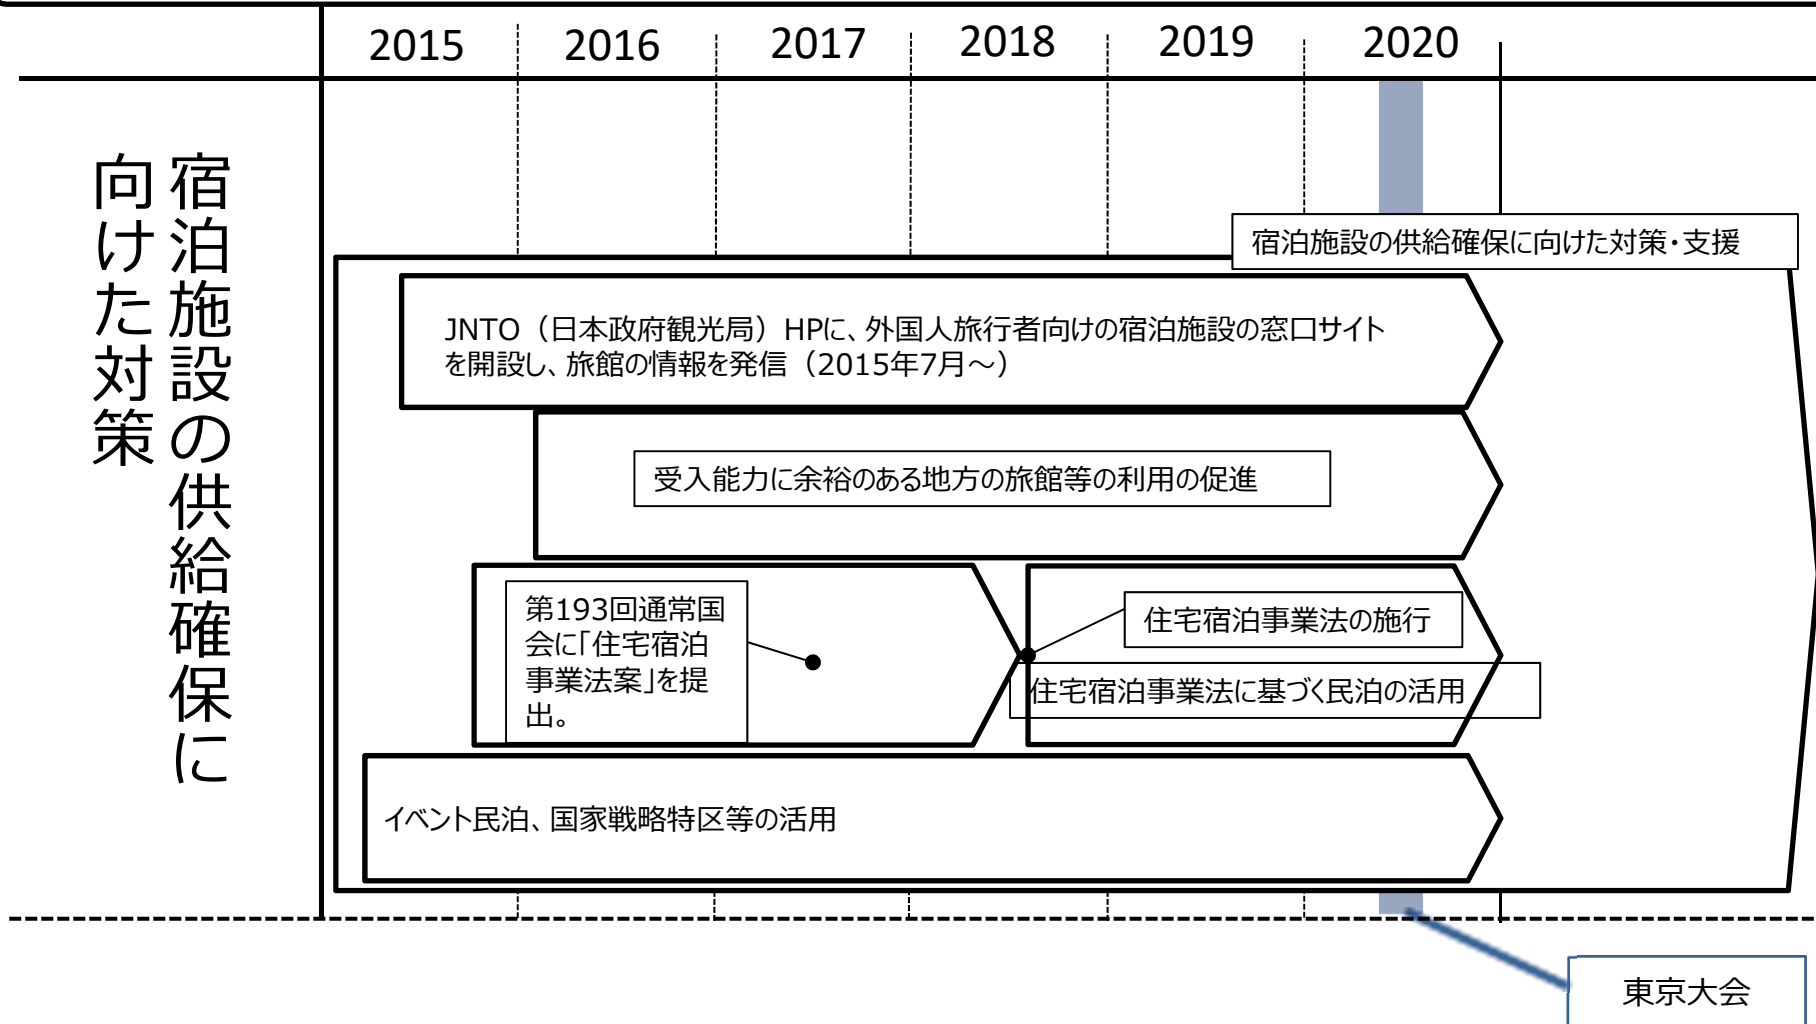 2015 2016 2017 2018 2019 2020
宿泊施設の供給確保に
向けた対策
宿泊施設の供給確保に向けた対策・支援
JNTO（日本政府観光局）HPに、外国人旅行者向けの宿泊施設の窓口サイト
を開設し、旅館の情報を発信（2015年7月～）
受入能力に余裕のある地方の旅館等の利用の促進
第193回通常国
会に「住宅宿泊
事業法案」を提
出。
住宅宿泊事業法の施行
住宅宿泊事業法に基づく民泊の活用
イベント民泊、国家戦略特区等の活用
東京大会